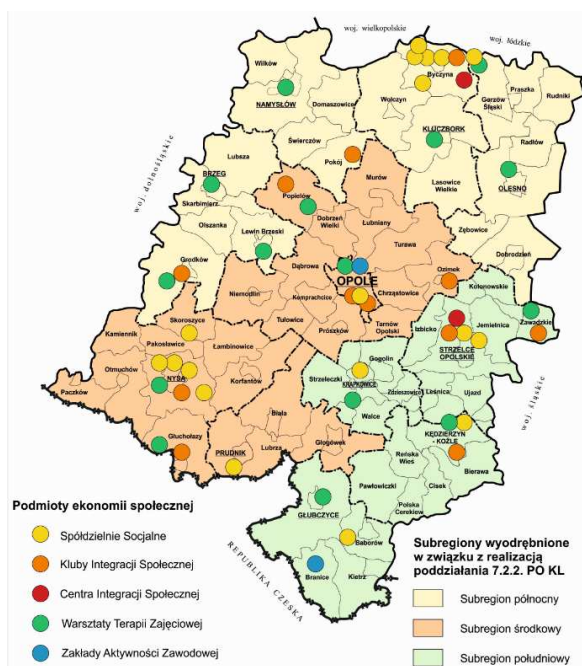 woj. wielkopolskie
woj. łódzkie
Wilków
NAMYSŁÓW
Domaszowice
Świerczów
Pokój
Wołczyn
Byczyna
KLUCZBORK
Lasowice Wielkie
Gorzów Śląski
Praszka
Rudniki
Radłów
OLESNO
Zębowice
Dobrodzień
woj. dolnośląskie
Lubsza
BRZEG
Skarbimierz
Olszanka
Lewin Brzeski
Grodków
Popielów
Dobrzeń Wielki
Murów
Łubniany
Turawa
Dąbrowa
OPOLE
Chrząstowice
Ozimek
Niemodlin
Komprachcice
Tułowice
Prószków
Tarnów Opolski
Kolonowskie
Zawadzkie
Izbicko
Jemielnica
STRZELCE OPOLSKIE
Skoroszyce
Kamiennik
Pakosławice
Łambinowice
Otmuchów
NYSA
Korfantów
Paczków
Głuchołazy
Biała
PRUDNIK
Lubrza
Głogówek
Gogolin
Strzeleczki
KRAPKOWICE
Zdzieszowice
Leśnica
Ujazd
Walce
KĘDZIERZYN
- KOŹLE
woj. śląskie
Reńska Wieś
Bierawa
Pawłowiczki
Cisek
Polska Cerekiew
GŁUBCZYCE
Baborów
Branice
Kietrz
REPUBLIKA CZESKA
Podmioty ekonomii społecznej
Spółdzielnie Socjalne
Kluby Integracji Społecznej
Centra Integracji Społecznej
Warsztaty Terapii Zajęciowej
Zakłady Aktywności Zawodowej
Subregiony wyodrębnione
w związku z realizacją
poddziałania 7.2.2. PO KL
Subregion północny
Subregion środkowy
Subregion południowy